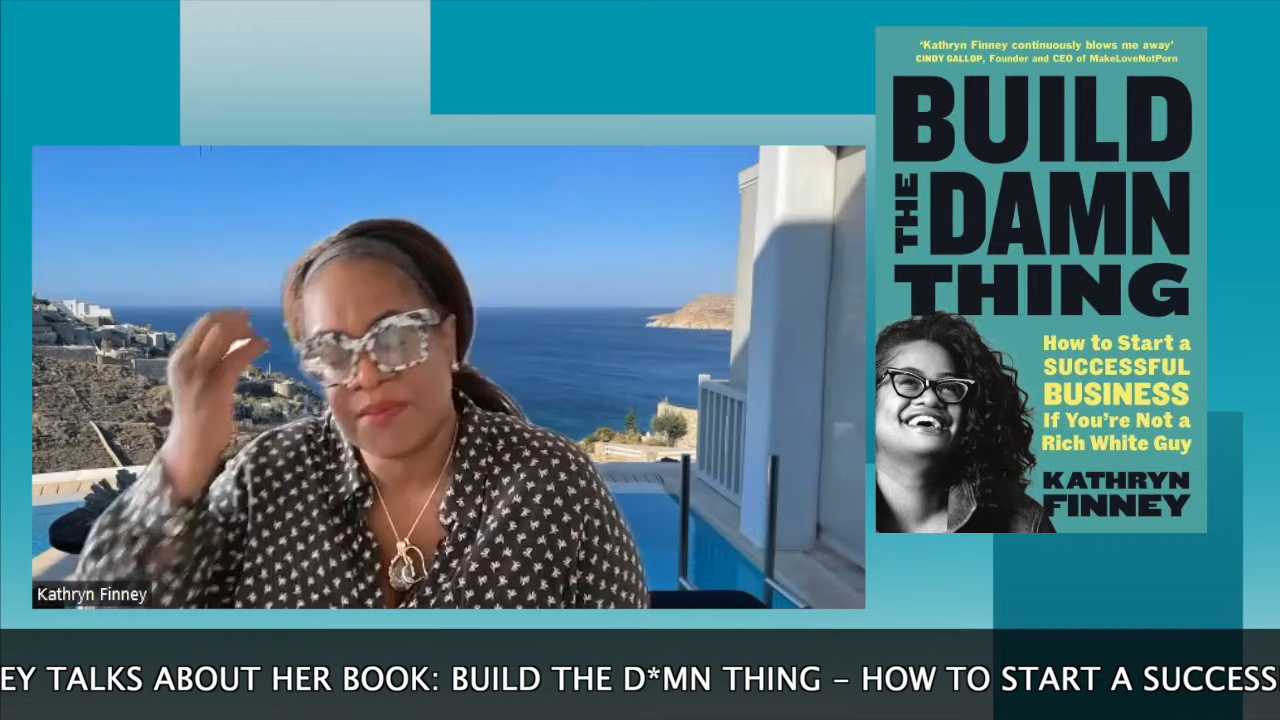 'Kathryn Finney continuously blows me away'
CINDY GALLOP, Founder and CEO of MakeLoveNotPorn
BUILD
THE DAMN
THING
How to Start a
SUCCESSFUL
BUSINESS
If You're Not a
Rich White Guy
KATHRYN
FINNEY
Kathryn Finney
EY TALKS ABOUT HER BOOK: BUILD THE D*MN THING – HOW TO START A SUCCESS